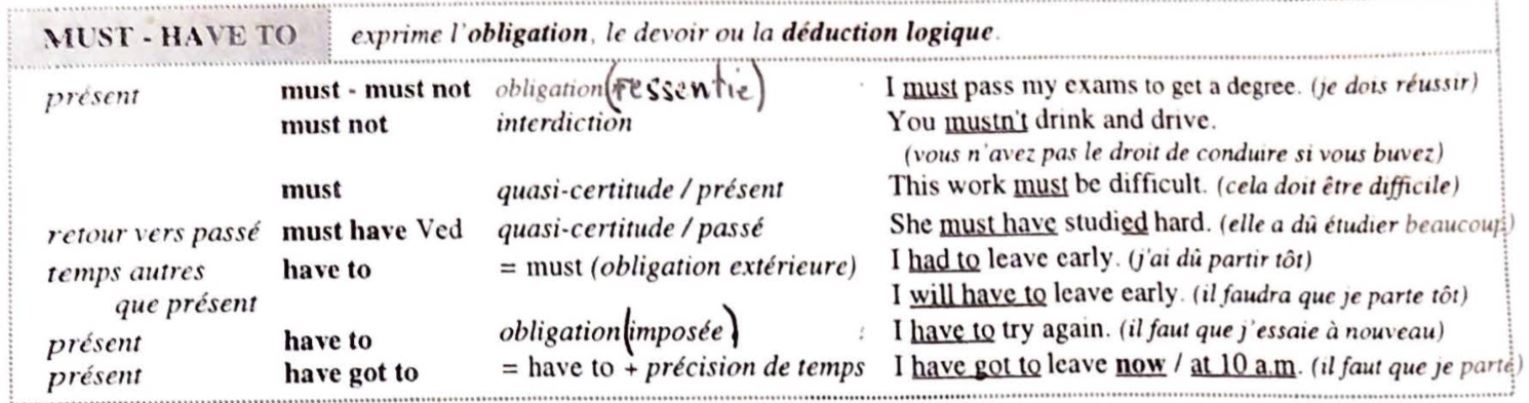 MUST - HAVE TO exprime l'obligation, le devoir ou la déduction logique.
présent must - must not obligation (ressentie) I must pass my exams to get a degree. (je dois réussir)
must not interdiction You mustn't drink and drive.
(vous n'avez pas le droit de conduire si vous buvez)
must quasi-certitude / présent This work must be difficult. (cela doit être difficile)
retour vers passé must have Ved quasi-certitude / passé She must have studied hard. (elle a dû étudier beaucoup)
temps autres have to = must (obligation extérieure) I had to leave early. (j'ai dû partir tôt)
que présent I will have to leave early. (il faudra que je parte tôt)
présent have to obligation (imposée) : I have to try again. (il faut que j'essaie à nouveau)
présent have got to = have to + précision de temps I have got to leave now / at 10 a.m. (il faut que je parte)